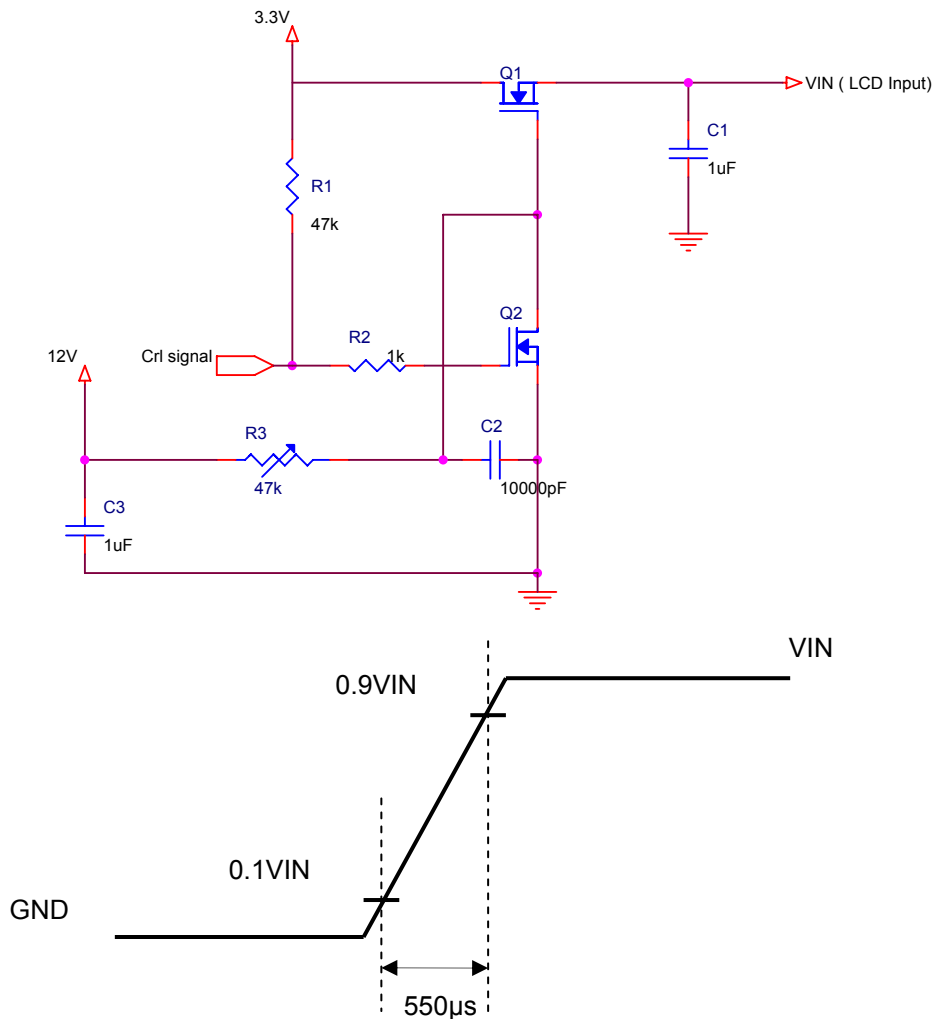 3.3V
Q1
VIN ( LCD Input)
C1
1uF
R1
47k
Q2
R2
1k
12V
Crl signal
R3
47k
C2
10000pF
C3
1uF
VIN
0.9VIN
0.1VIN
GND
550µs